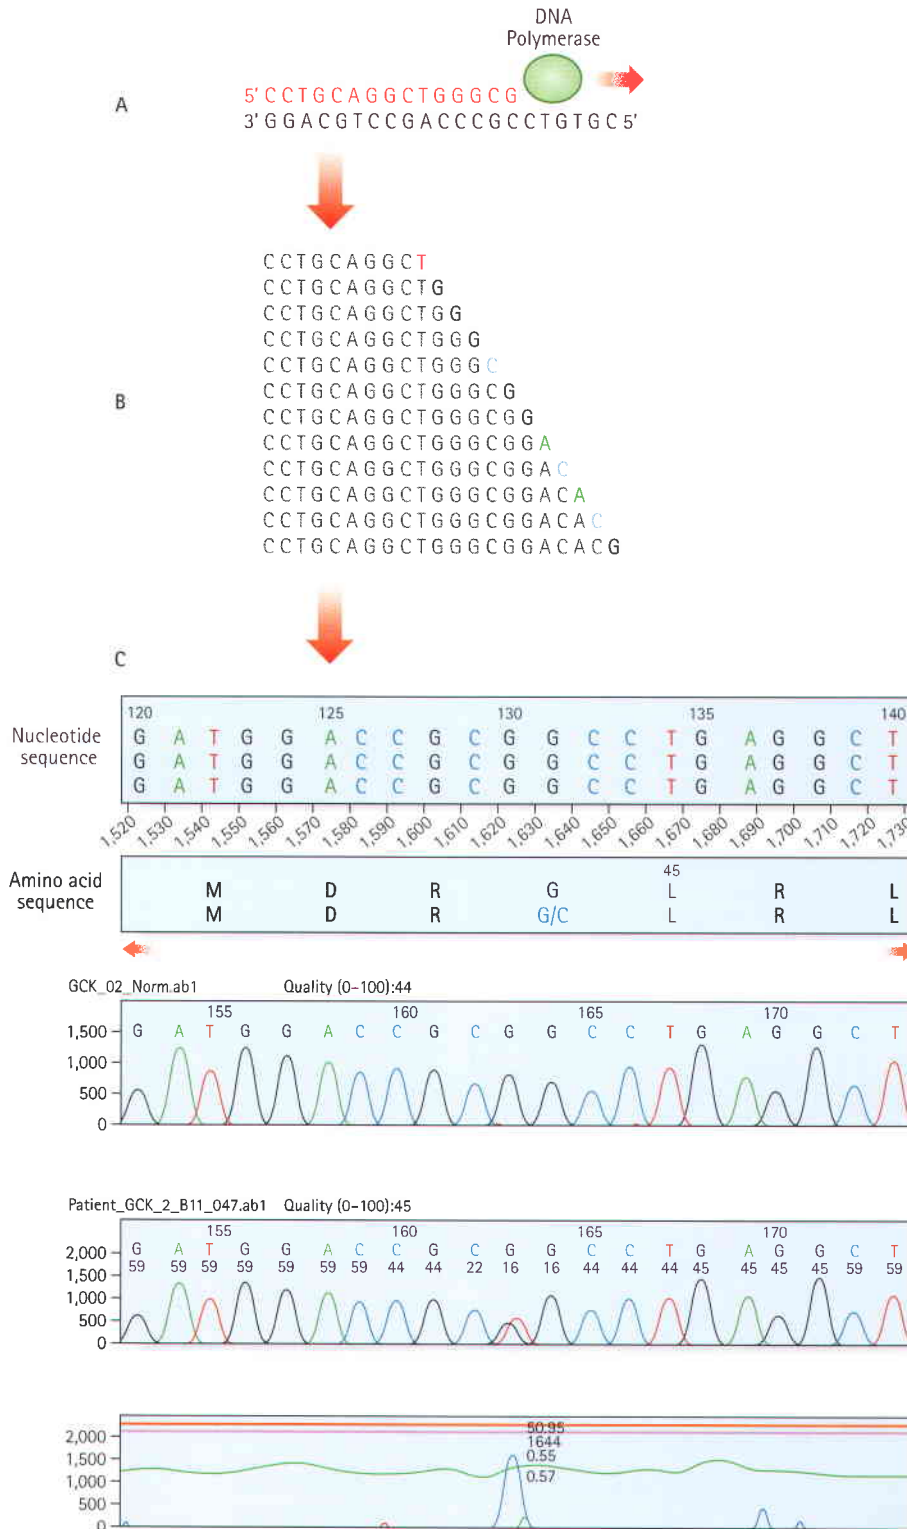 DNA
Polymerase
A
5' C C T G C A G G C T G G G C G
3' G G A C G T C C G A C C C G C C T G T G C 5'
C C T G C A G G C T
C C T G C A G G C T G
C C T G C A G G C T G G
C C T G C A G G C T G G G
C C T G C A G G C T G G G C
C C T G C A G G C T G G G C G
B
C C T G C A G G C T G G G C G G
C C T G C A G G C T G G G C G G A
C C T G C A G G C T G G G C G G A C
C C T G C A G G C T G G G C G G A C A
C C T G C A G G C T G G G C G G A C A C
C C T G C A G G C T G G G C G G A C A C G
C
120 125 130 135 140
Nucleotide sequence
G A T G G A C C G C G G C C T G A G G C T
G A T G G A C C G C G G C C T G A G G C T
G A T G G A C C G C G G C C T G A G G C T
1,520 1,530 1,540 1,550 1,560 1,570 1,580 1,590 1,600 1,610 1,620 1,630 1,640 1,650 1,660 1,670 1,680 1,690 1,700 1,710 1,720 1,730
Amino acid sequence
45
M D R G L R L
M D R G/C L R L
GCK_02_Norm.ab1 Quality (0–100):44
155 160 165 170
G A T G G A C C G C G G C C T G A G G C T
1,500
1,000
500
0
Patient_GCK_2_B11_047.ab1 Quality (0–100):45
155 160 165 170
G A T G G A C C G C G G C C T G A G G C T
59 59 59 59 59 59 59 44 44 22 16 16 44 44 44 45 45 45 45 59 59
2,000
1,500
1,000
500
0
50.95
1644
0.55
0.57
2,000
1,500
1,000
500
0